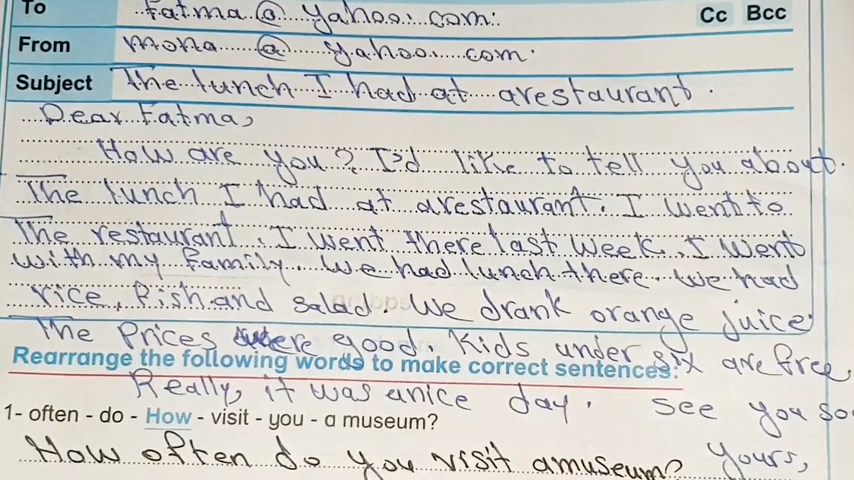 To fatma @ yahoo. com. Cc Bcc
From mona @ yahoo. com.
Subject The lunch I had at arestaurant.
Dear Fatma,
How are you? I'd like to tell you about
The lunch I had at arestaurant. I went to
The restaurant. I went there last week. I went
with my family. we had lunch there. we had
rice, fish and salad. We drank orange juice.
The prices were good. Kids under six are free,
Rearrange the following words to make correct sentences:
Really, it was anice day. see you so
1- often - do - How - visit - you - a museum?
How often do you visit amuseum?
Yours,